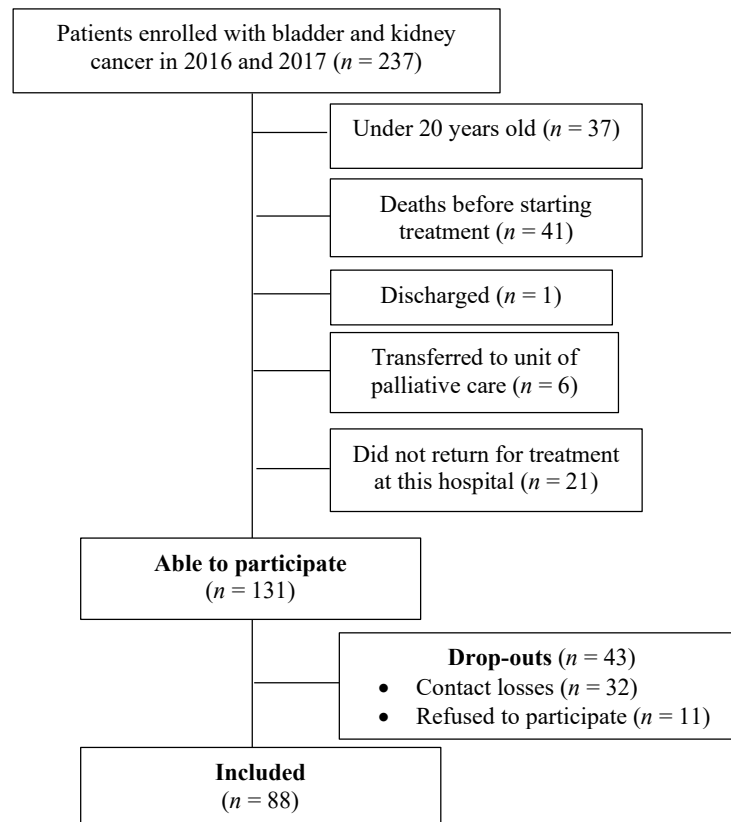 Patients enrolled with bladder and kidney
cancer in 2016 and 2017 (n = 237)
Under 20 years old (n = 37)
Deaths before starting
treatment (n = 41)
Discharged (n = 1)
Transferred to unit of
palliative care (n = 6)
Did not return for treatment
at this hospital (n = 21)
Able to participate
(n = 131)
Drop-outs (n = 43)
• Contact losses (n = 32)
• Refused to participate (n = 11)
Included
(n = 88)